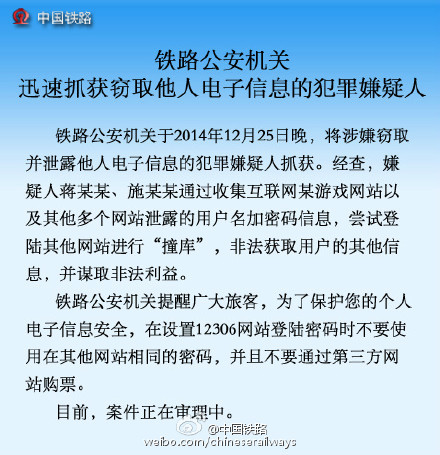 中国铁路
铁路公安机关
迅速抓获窃取他人电子信息的犯罪嫌疑人
铁路公安机关于2014年12月25日晚，将涉嫌窃取
并泄露他人电子信息的犯罪嫌疑人抓获。经查，嫌
疑人蒋某某、施某某通过收集互联网某游戏网站以
及其他多个网站泄露的用户名加密码信息，尝试登
陆其他网站进行“撞库”，非法获取用户的其他信
息，并谋取非法利益。
铁路公安机关提醒广大旅客，为了保护您的个人
电子信息安全，在设置12306网站登陆密码时不要使
用在其他网站相同的密码，并且不要通过第三方网
站购票。
目前，案件正在审理中。
@中国铁路
weibo.com/chineserailways